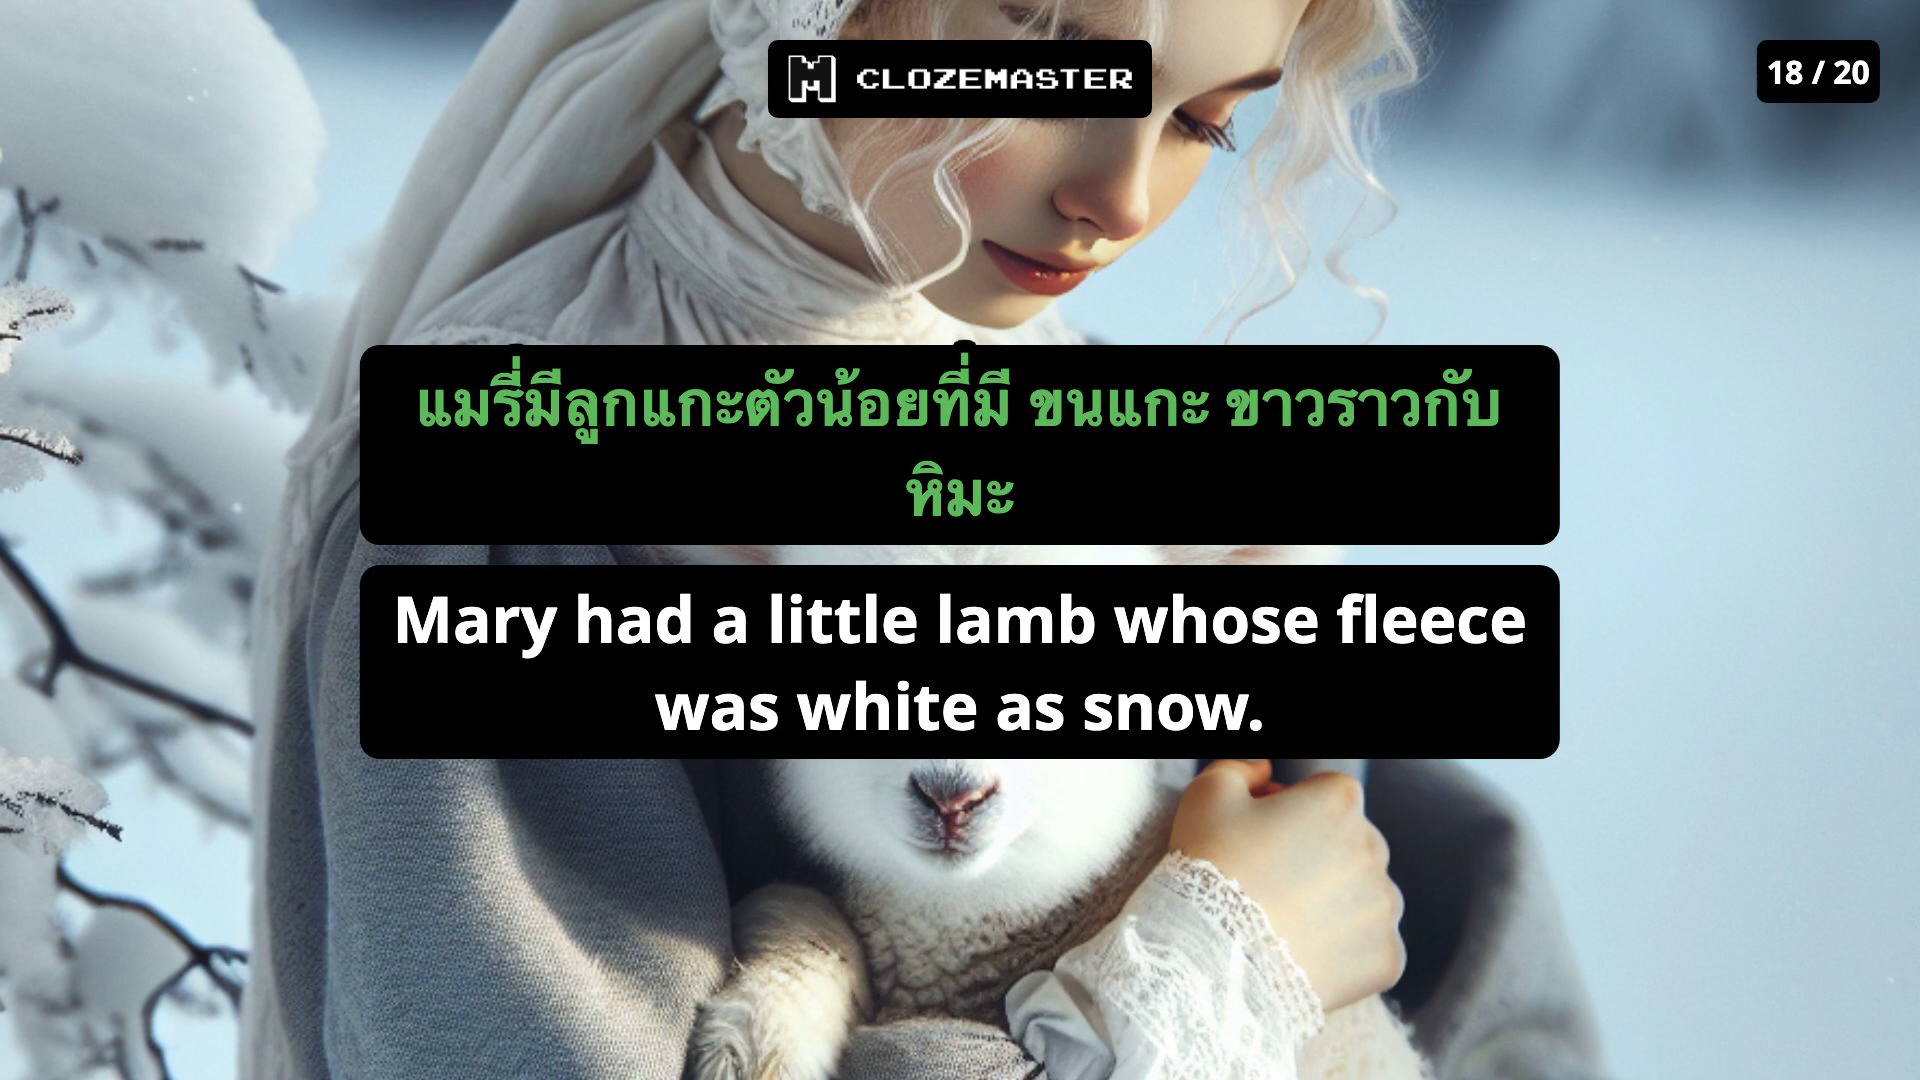 CLOZEMASTER
18 / 20
แมรี่มีลูกแกะตัวน้อยที่มี ขนแกะ ขาวราวกับ
หิมะ
Mary had a little lamb whose fleece
was white as snow.